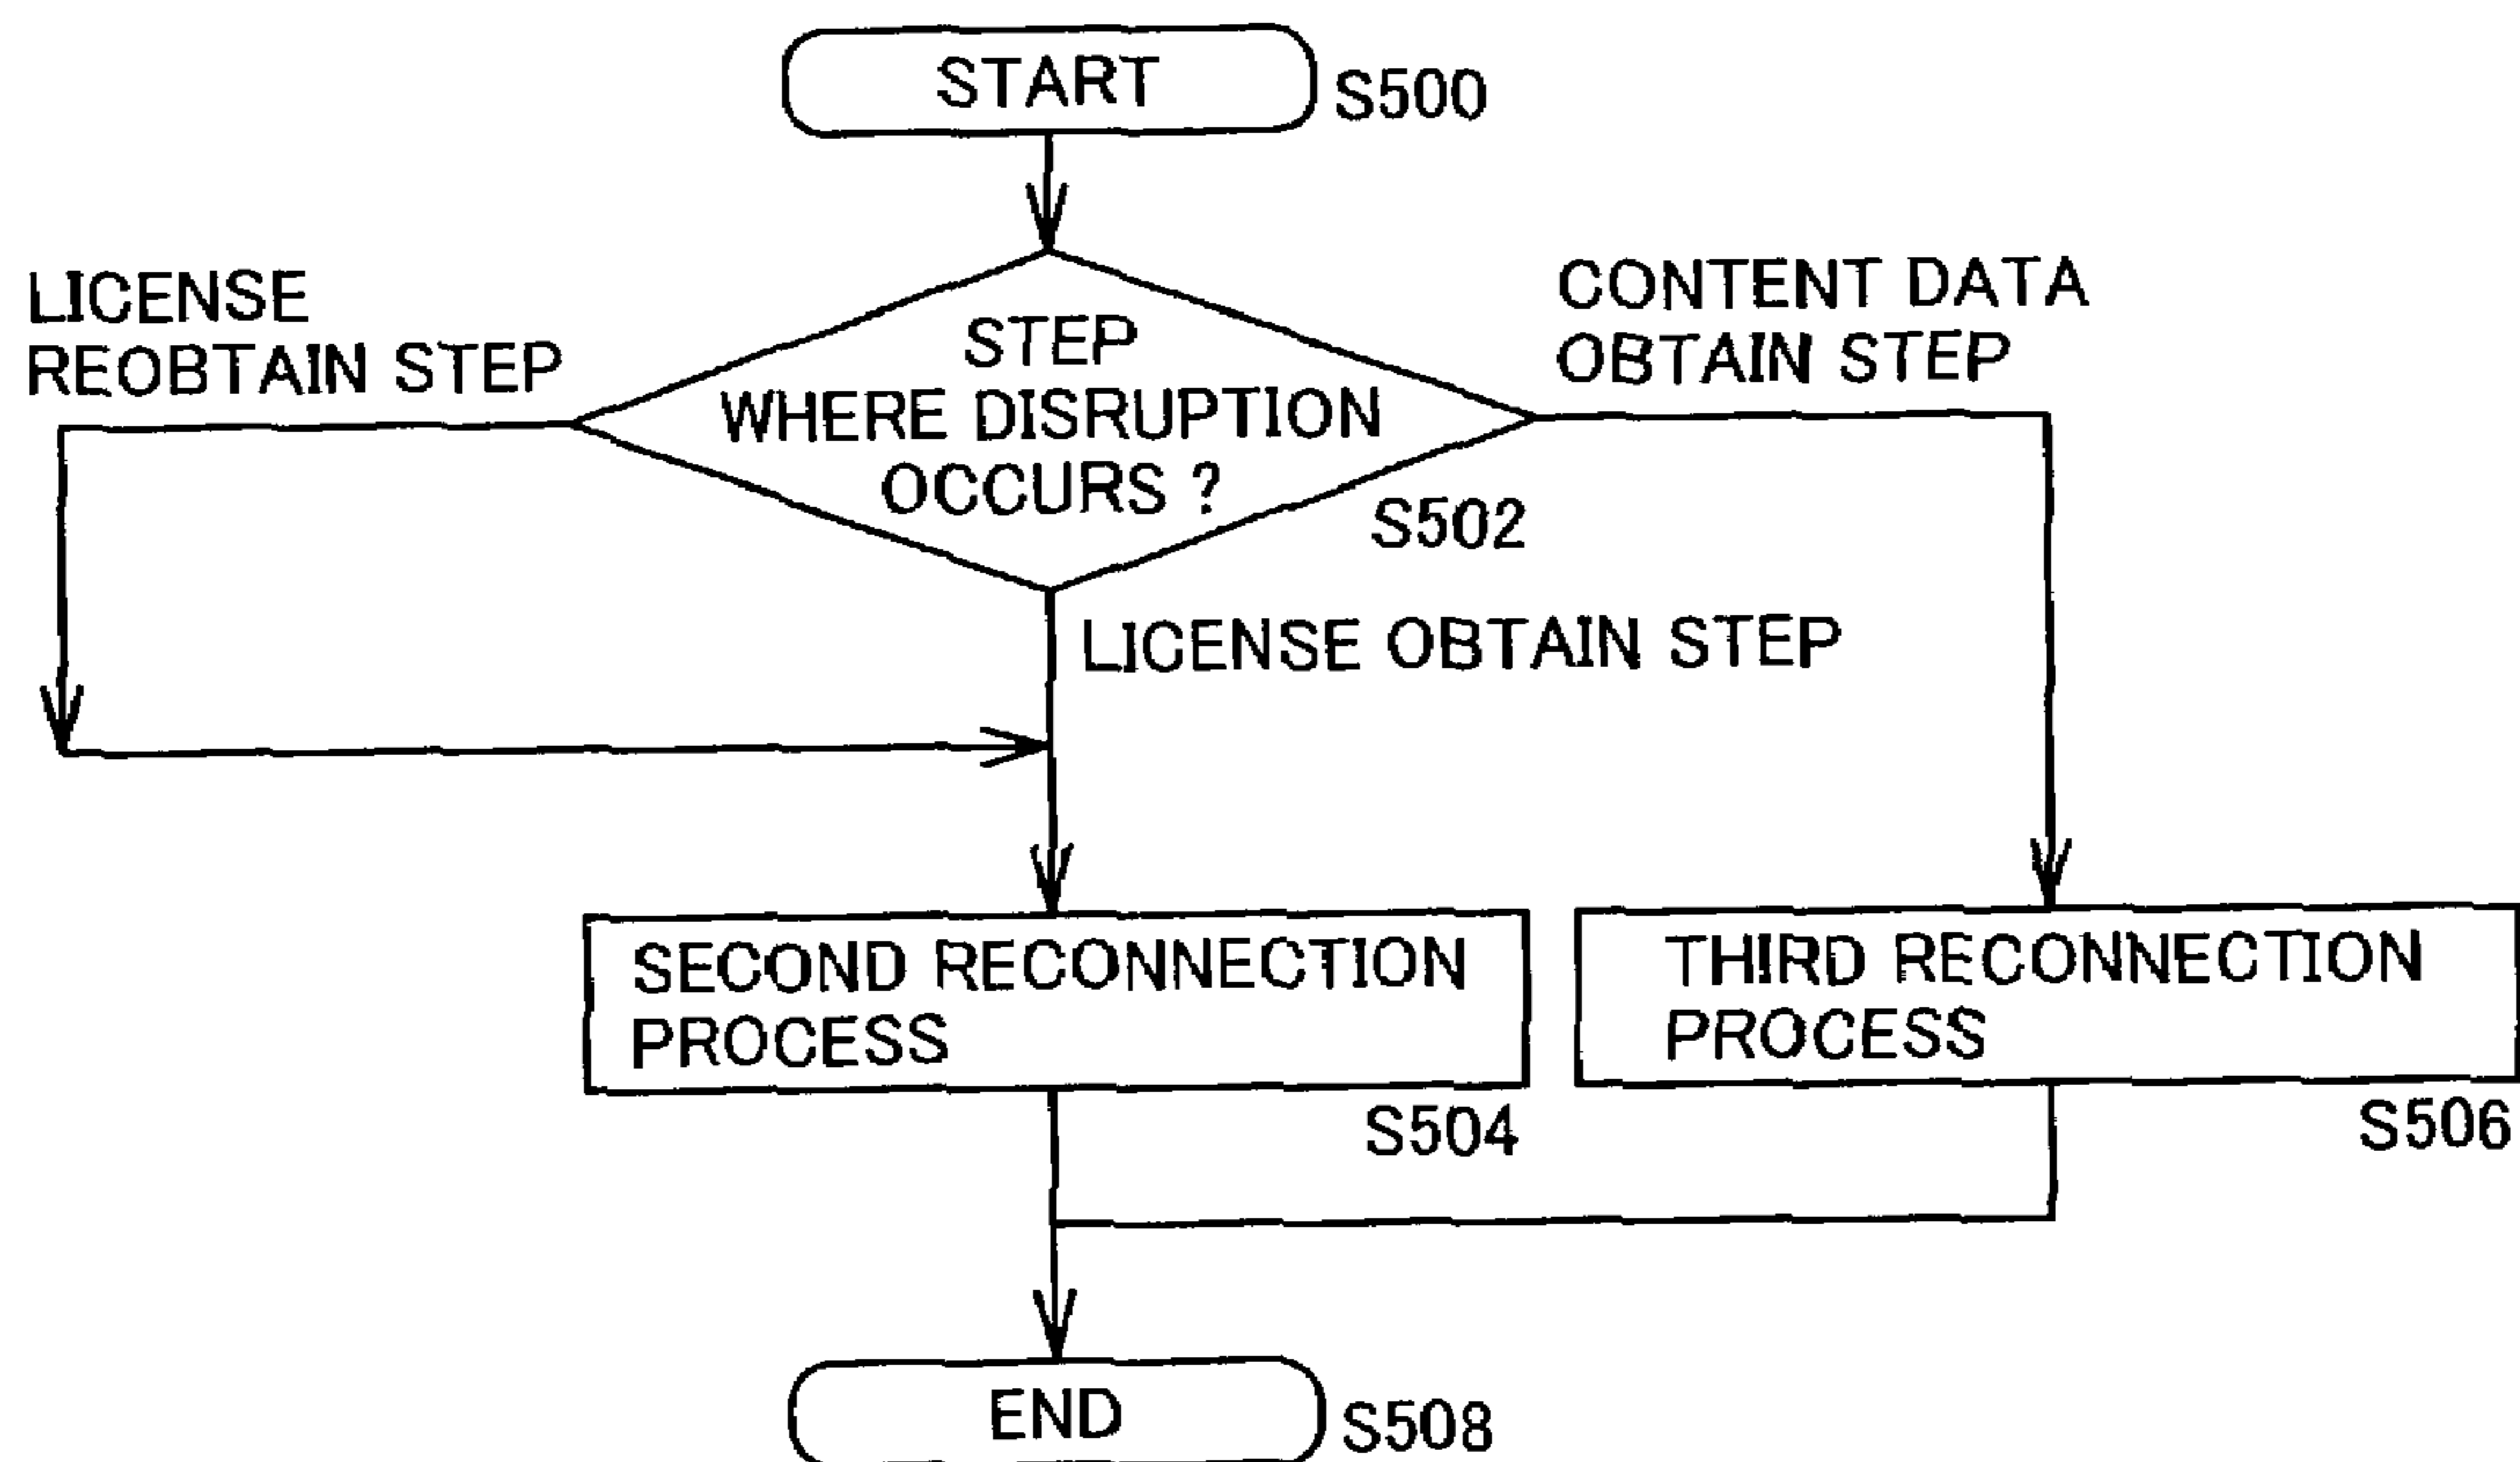 START
S500
LICENSE
REOBTAIN STEP
CONTENT DATA
OBTAIN STEP
STEP
WHERE DISRUPTION
OCCURS ?
S502
LICENSE OBTAIN STEP
SECOND RECONNECTION
PROCESS
S504
THIRD RECONNECTION
PROCESS
S506
END
S508